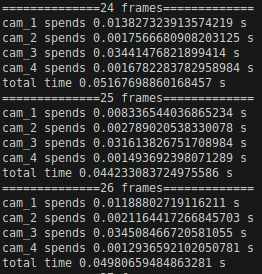 ==============24 frames=============
cam_1 spends 0.013827323913574219 s
cam_2 spends 0.0017566680908203125 s
cam_3 spends 0.03441476821899414 s
cam_4 spends 0.0016782283782958984 s
total time 0.05167698860168457 s
==============25 frames=============
cam_1 spends 0.008336544036865234 s
cam_2 spends 0.002789020538330078 s
cam_3 spends 0.031613826751708984 s
cam_4 spends 0.001493692398071289 s
total time 0.044233083724975586 s
==============26 frames=============
cam_1 spends 0.01188802719116211 s
cam_2 spends 0.0021164417266845703 s
cam_3 spends 0.034508466720581055 s
cam_4 spends 0.0012936592102050781 s
total time 0.04980659484863281 s